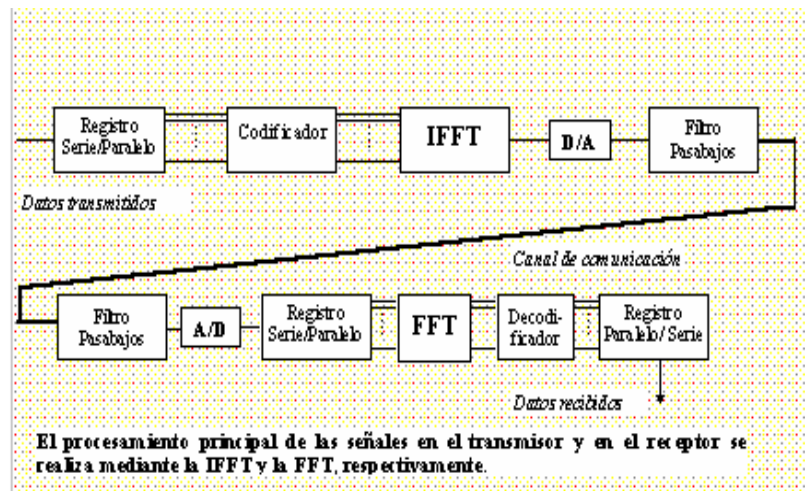 Registro
Serie/Paralelo
Codificador
IFFT
D/A
Filtro
Pasabajos
Datos transmitidos
Canal de comunicación
Filtro
Pasabajos
A/D
Registro
Serie/Paralelo
FFT
Decodi-
ficador
Registro
Paralelo/ Serie
Datos recibidos
El procesamiento principal de las señales en el transmisor y en el receptor se
realiza mediante la IFFT y la FFT, respectivamente.